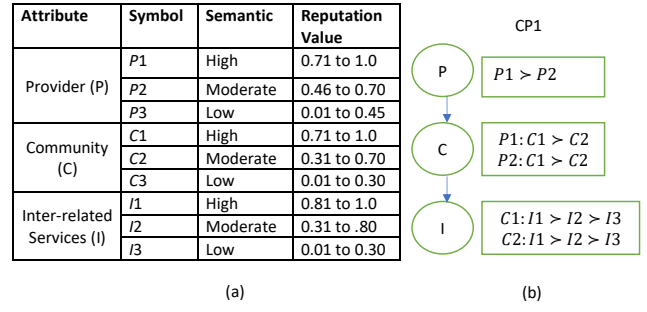 Attribute Symbol Semantic Reputation Value
Provider (P)
P1 High 0.71 to 1.0
P2 Moderate 0.46 to 0.70
P3 Low 0.01 to 0.45
Community (C)
C1 High 0.71 to 1.0
C2 Moderate 0.31 to 0.70
C3 Low 0.01 to 0.30
Inter-related Services (I)
I1 High 0.81 to 1.0
I2 Moderate 0.31 to .80
I3 Low 0.01 to 0.30
(a)
CP1
P
P1 ≻ P2
C
P1: C1 ≻ C2
P2: C1 ≻ C2
I
C1: I1 ≻ I2 ≻ I3
C2: I1 ≻ I2 ≻ I3
(b)